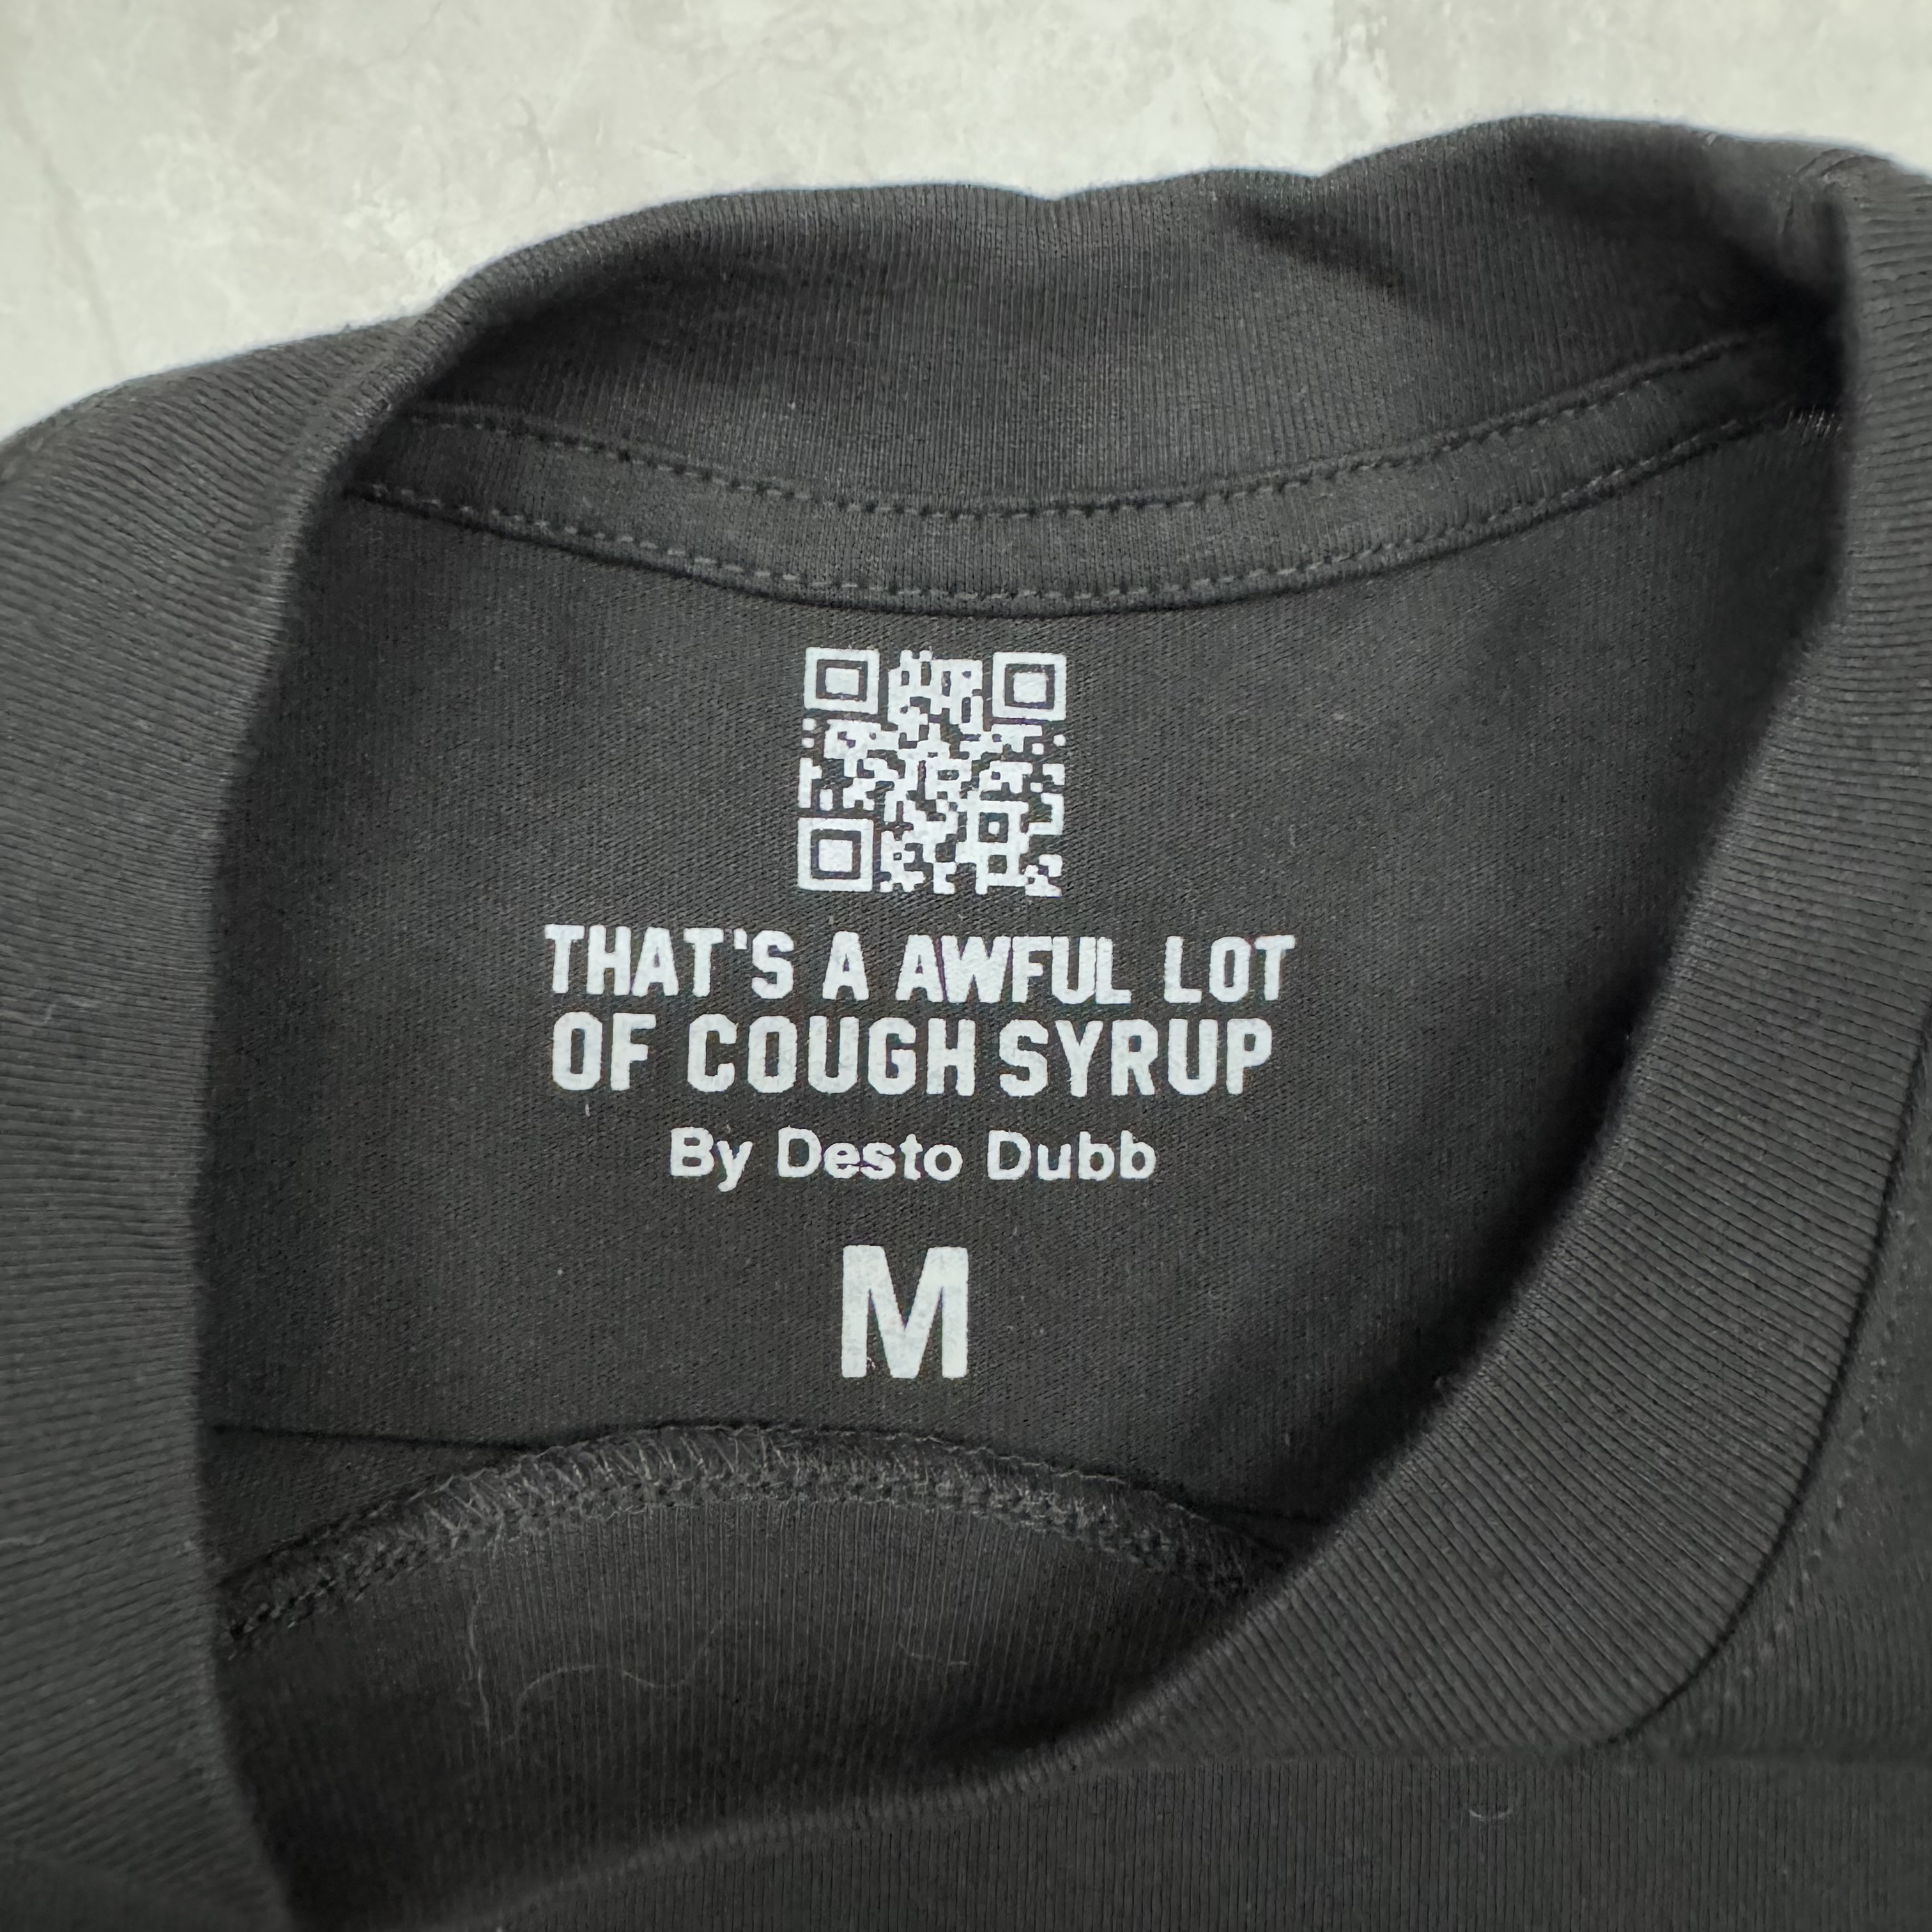 THAT'S A AWFUL LOT
OF COUGH SYRUP
By Desto Dubb
M